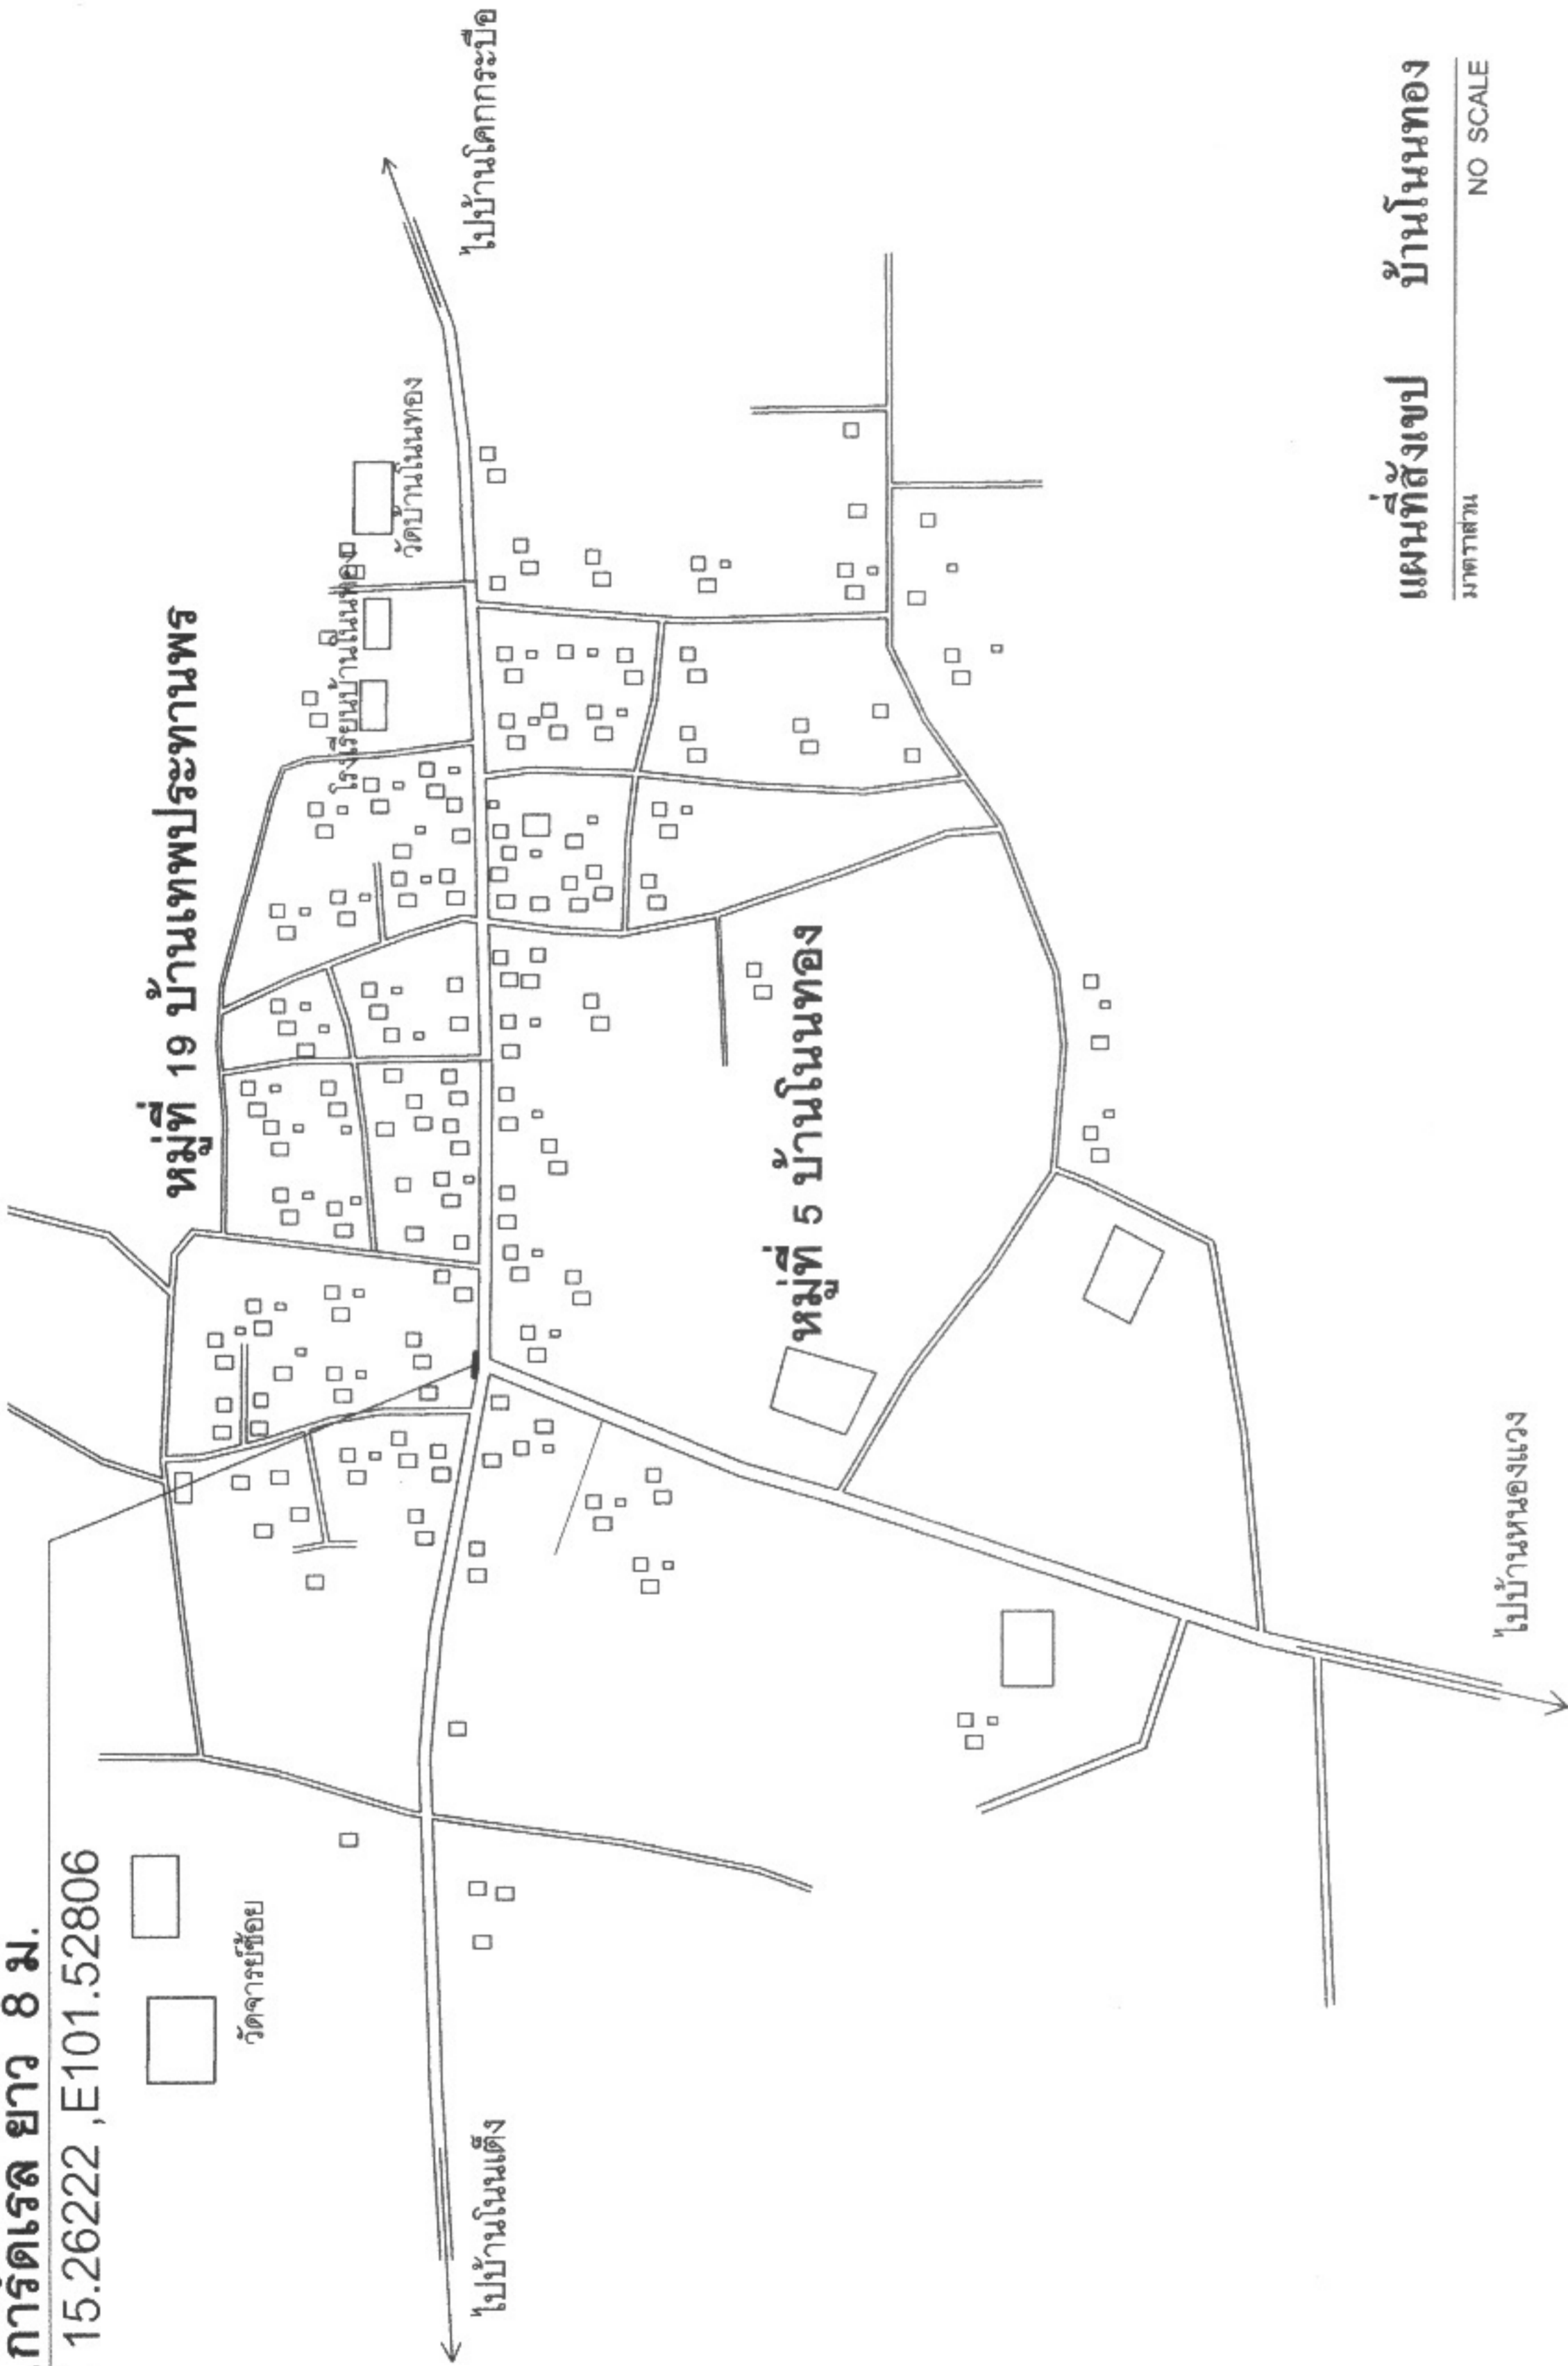 การ์ดเรล ยาว 8 ม.
15.26222 ,E101.52806
วัดจารย์ช้อย
หมู่ที่ 19 บ้านเทพประทานพร
โรงเรียนบ้านโนนทอง
วัดบ้านโนนทอง
ไปบ้านโคกกระบือ
ไปบ้านโนนเต็ง
หมู่ที่ 5 บ้านโนนทอง
ไปบ้านหนองแวง
แผนที่สังเขป บ้านโนนทอง
มาตราส่วน NO SCALE